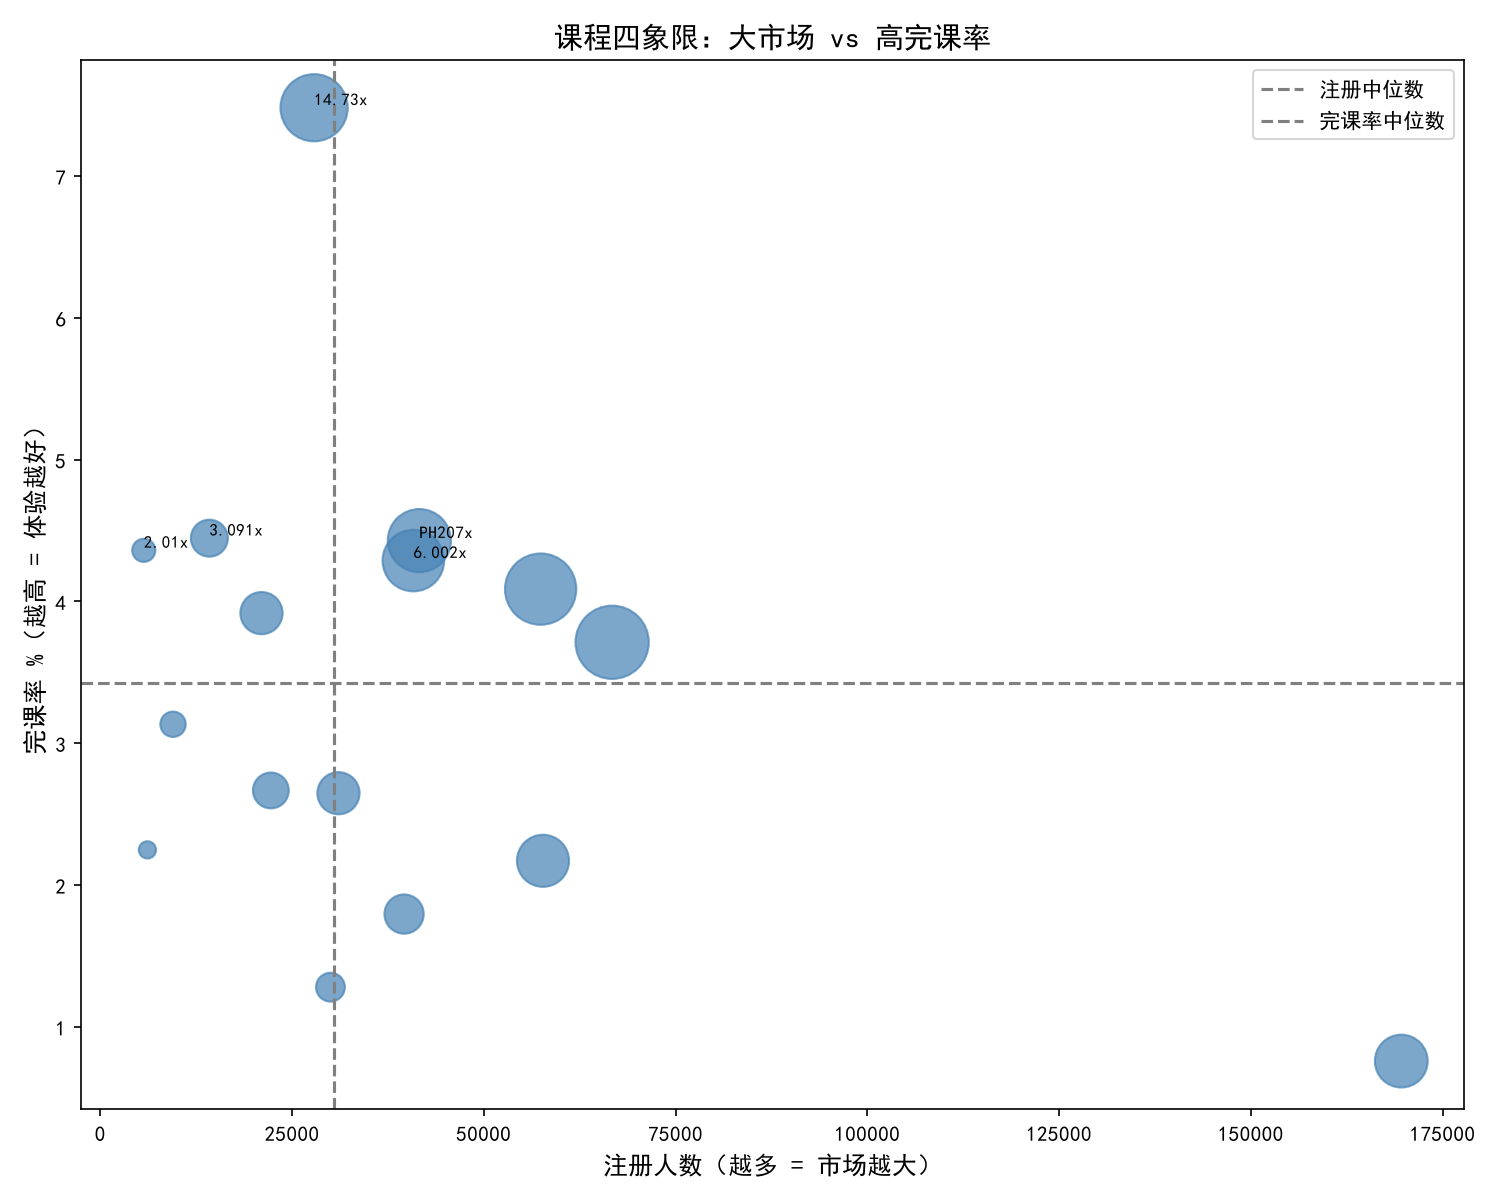 课程四象限：大市场 vs 高完课率
注册中位数
完课率中位数
14.73x
3.091x
2.01x
PH207x
6.002x
完课率 %（越高 = 体验越好）
7
6
5
4
3
2
1
0
25000
50000
75000
100000
125000
150000
175000
注册人数（越多 = 市场越大）